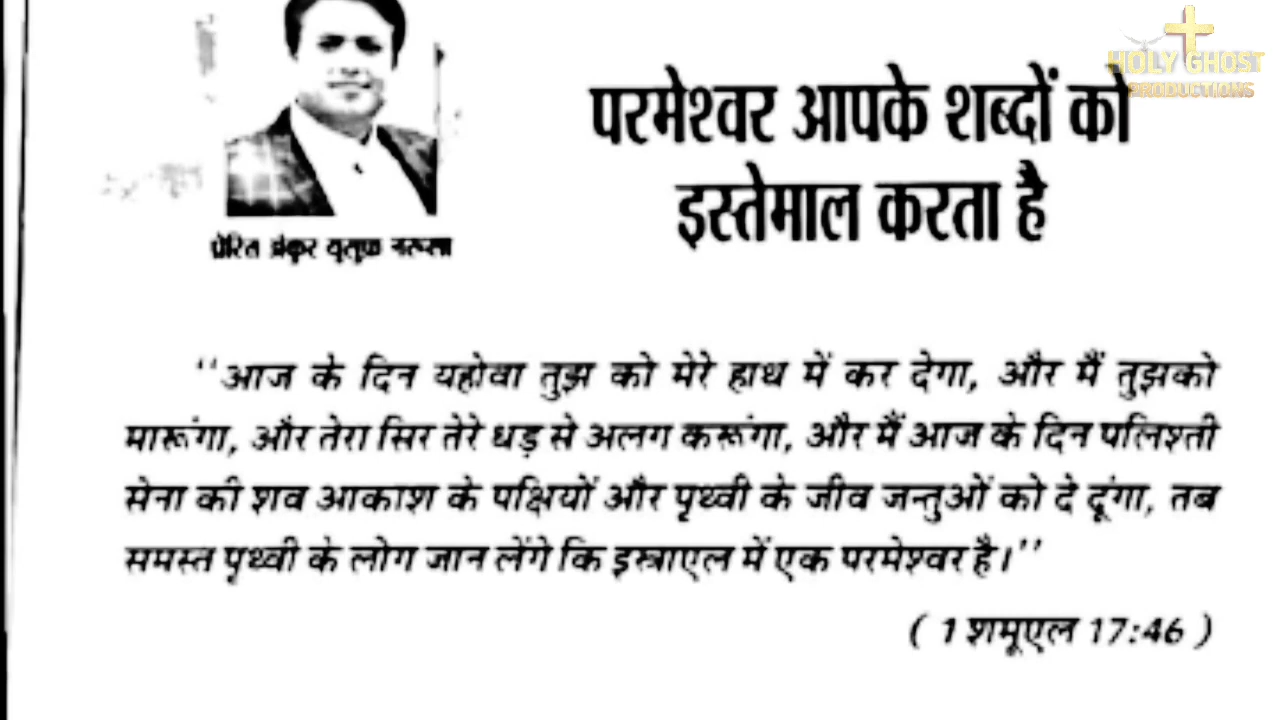 HOLY GHOST
PRODUCTIONS
परमेश्वर आपके शब्दों को
इस्तेमाल करता है
प्रेरित अंकुर यूसुफ नरूला
‘‘आज के दिन यहोवा तुझ को मेरे हाथ में कर देगा, और मैं तुझको
मारूंगा, और तेरा सिर तेरे धड़ से अलग करूंगा, और मैं आज के दिन पलिश्ती
सेना की शव आकाश के पक्षियों और पृथ्वी के जीव जन्तुओं को दे दूंगा, तब
समस्त पृथ्वी के लोग जान लेंगे कि इस्त्राएल में एक परमेश्वर है।’’
( 1 शमूएल 17:46 )